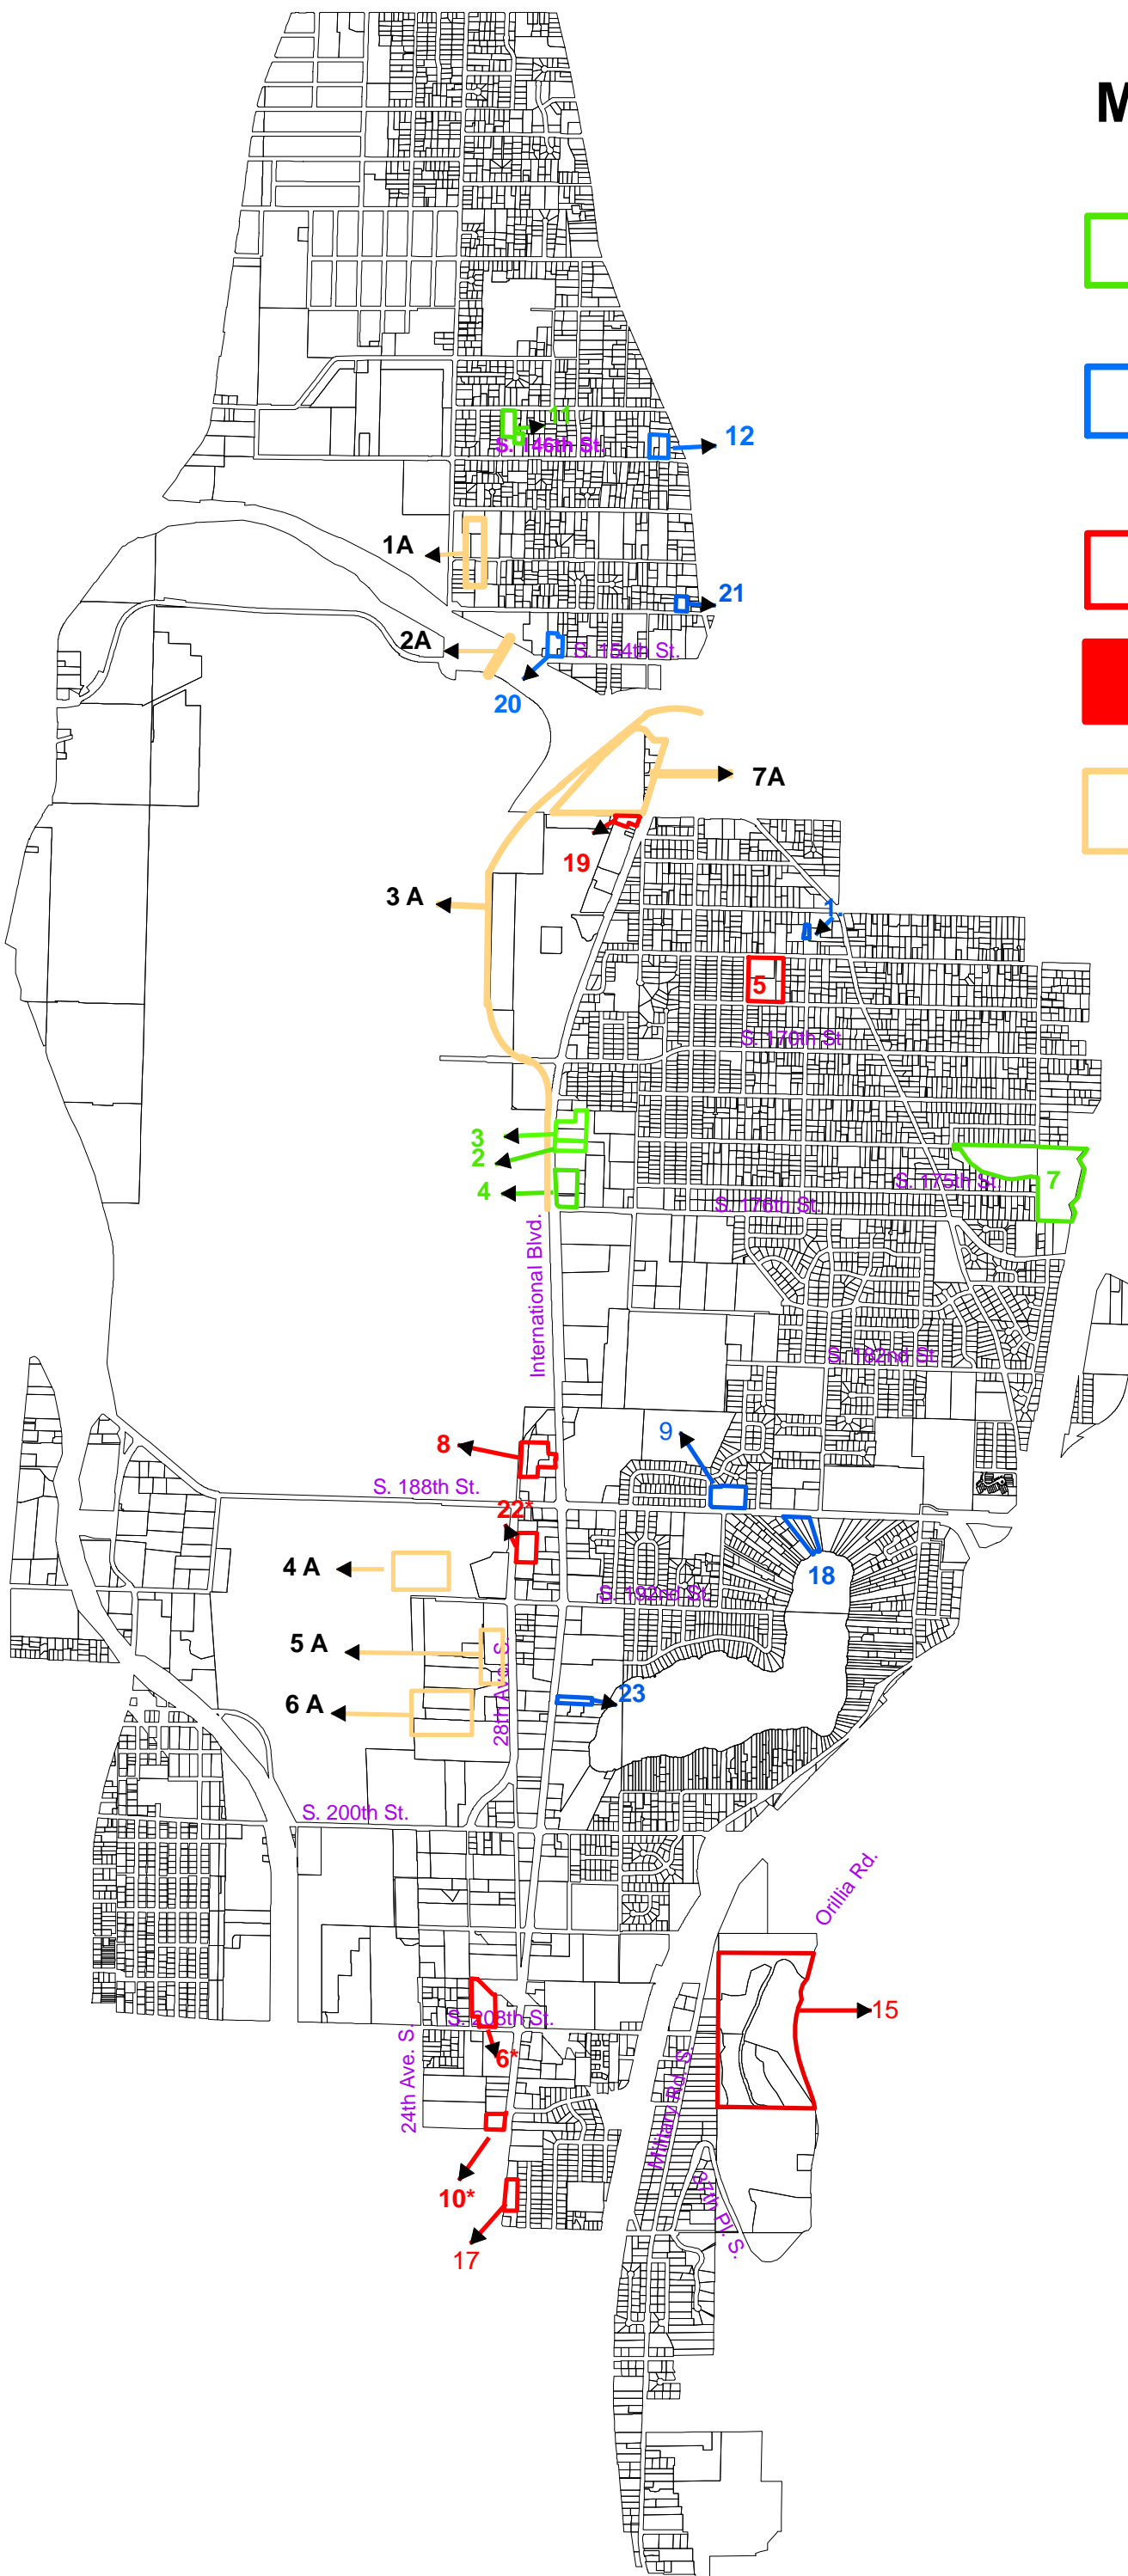 M
11
12
S. 146th St.
1A
21
2A
S. 154th St.
20
7A
19
3 A
1
5
S. 170th St
3
2
4
7
S. 175th St.
S. 176th St.
International Blvd.
S. 182nd St.
8
9
S. 188th St.
22*
4 A
18
S. 192nd St.
5 A
28th Ave. S.
6 A
23
S. 200th St.
Orillia Rd.
15
S. 208th St.
6*
24th Ave. S.
Military Rd. S.
10*
37th Pl. S.
17